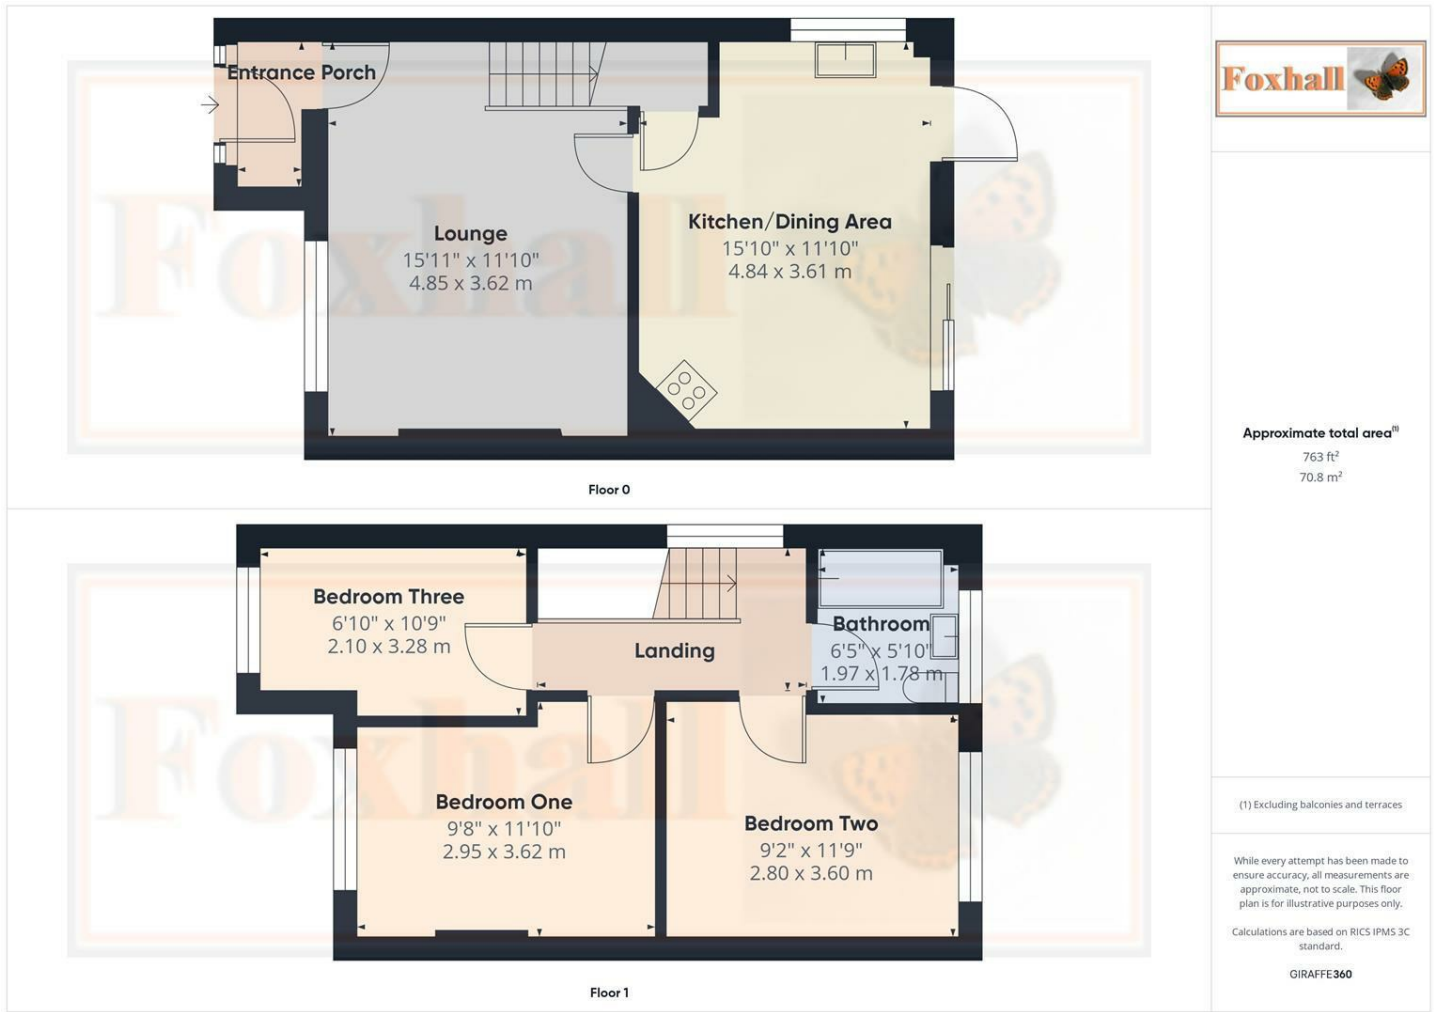 Entrance Porch
Lounge
15'11" x 11'10"
4.85 x 3.62 m
Kitchen/Dining Area
15'10" x 11'10"
4.84 x 3.61 m
Floor 0
Bedroom Three
6'10" x 10'9"
2.10 x 3.28 m
Landing
Bathroom
6'5" x 5'10"
1.97 x 1.78 m
Bedroom One
9'8" x 11'10"
2.95 x 3.62 m
Bedroom Two
9'2" x 11'9"
2.80 x 3.60 m
Floor 1
Foxhall
Foxhall
Foxhall
Approximate total area⁽¹⁾
763 ft²
70.8 m²
(1) Excluding balconies and terraces
While every attempt has been made to
ensure accuracy, all measurements are
approximate, not to scale. This floor
plan is for illustrative purposes only.
Calculations are based on RICS IPMS 3C
standard.
GIRAFFE360